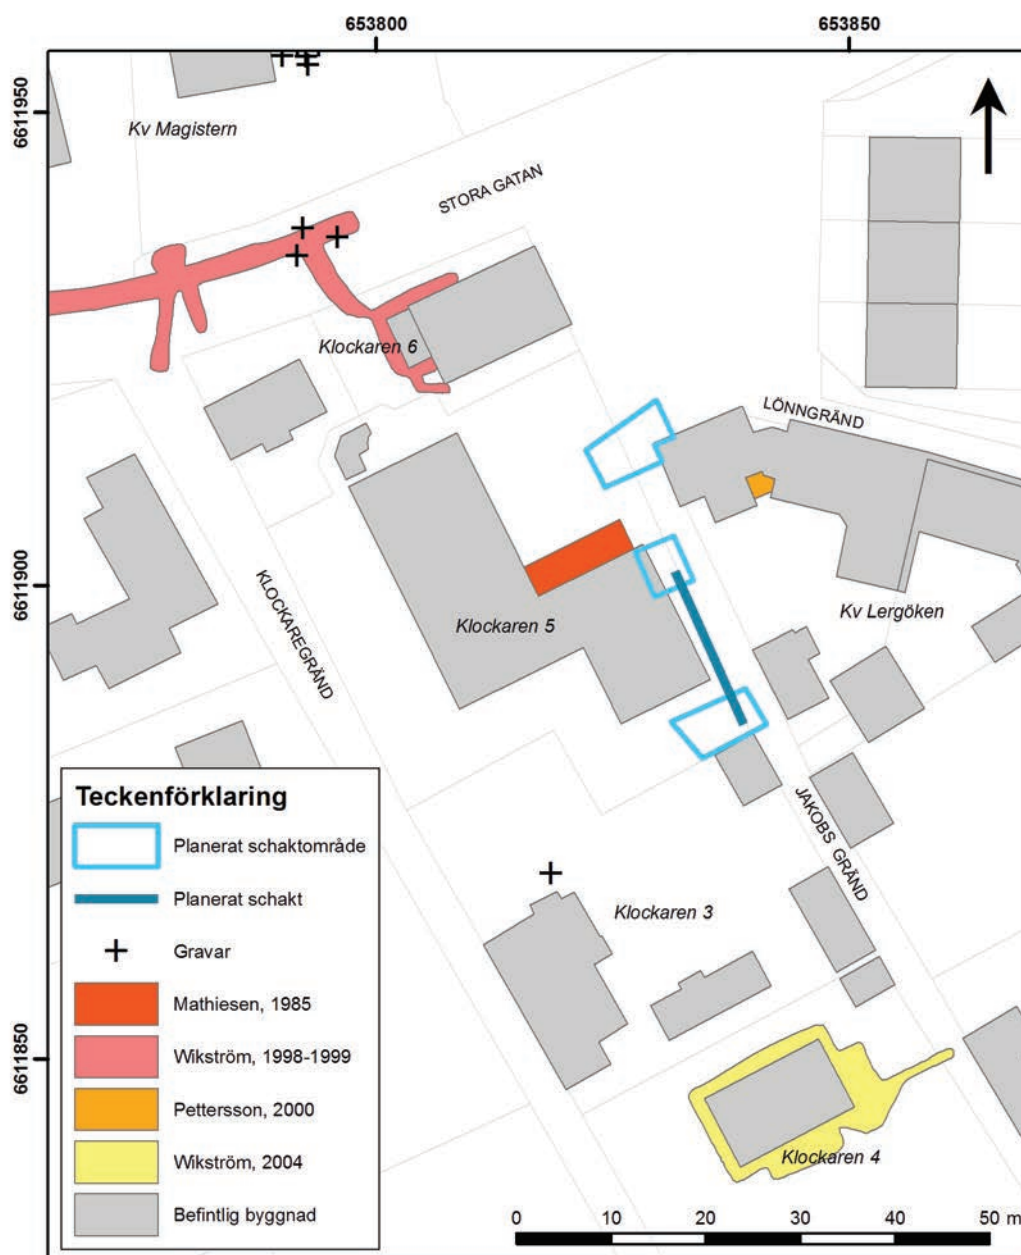 653800
653850
6611950
Kv Magistern
STORA GATAN
Klockaren 6
LÖNNGRÄND
6611900
KLOCKAREGRÄND
Klockaren 5
Kv Lergöken
JAKOBS GRÄND
Klockaren 3
6611850
Klockaren 4
Teckenförklaring
Planerat schaktområde
Planerat schakt
Gravar
Mathiesen, 1985
Wikström, 1998-1999
Pettersson, 2000
Wikström, 2004
Befintlig byggnad
0 10 20 30 40 50 m